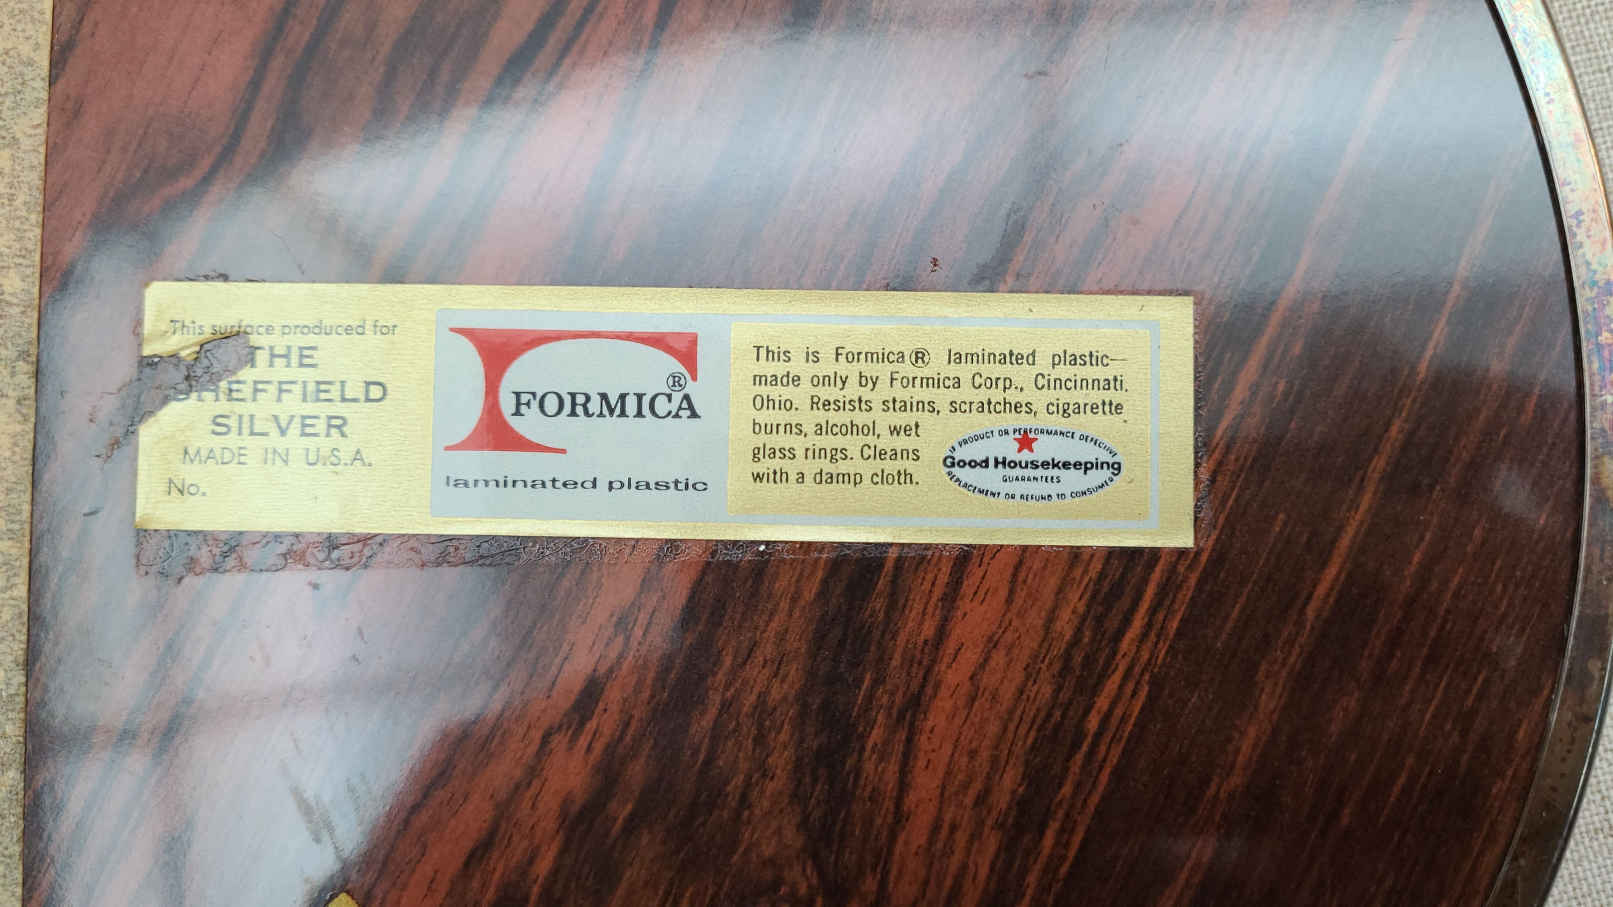 This surface produced for
THE
SHEFFIELD
SILVER
MADE IN U.S.A.
No.
®
FORMICA
laminated plastic
This is Formica® laminated plastic—
made only by Formica Corp., Cincinnati,
Ohio. Resists stains, scratches, cigarette
burns, alcohol, wet
glass rings. Cleans
with a damp cloth.
IF PRODUCT OR PERFORMANCE DEFECTIVE
Good Housekeeping
GUARANTEES
REPLACEMENT OR REFUND TO CONSUMER